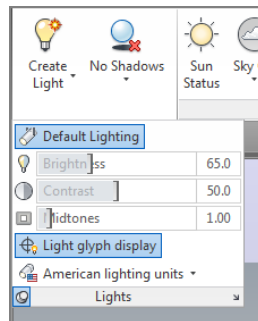 Create Light
No Shadows
Sun Status
Sky
Default Lighting
Brightness 65.0
Contrast 50.0
Midtones 1.00
Light glyph display
American lighting units
Lights